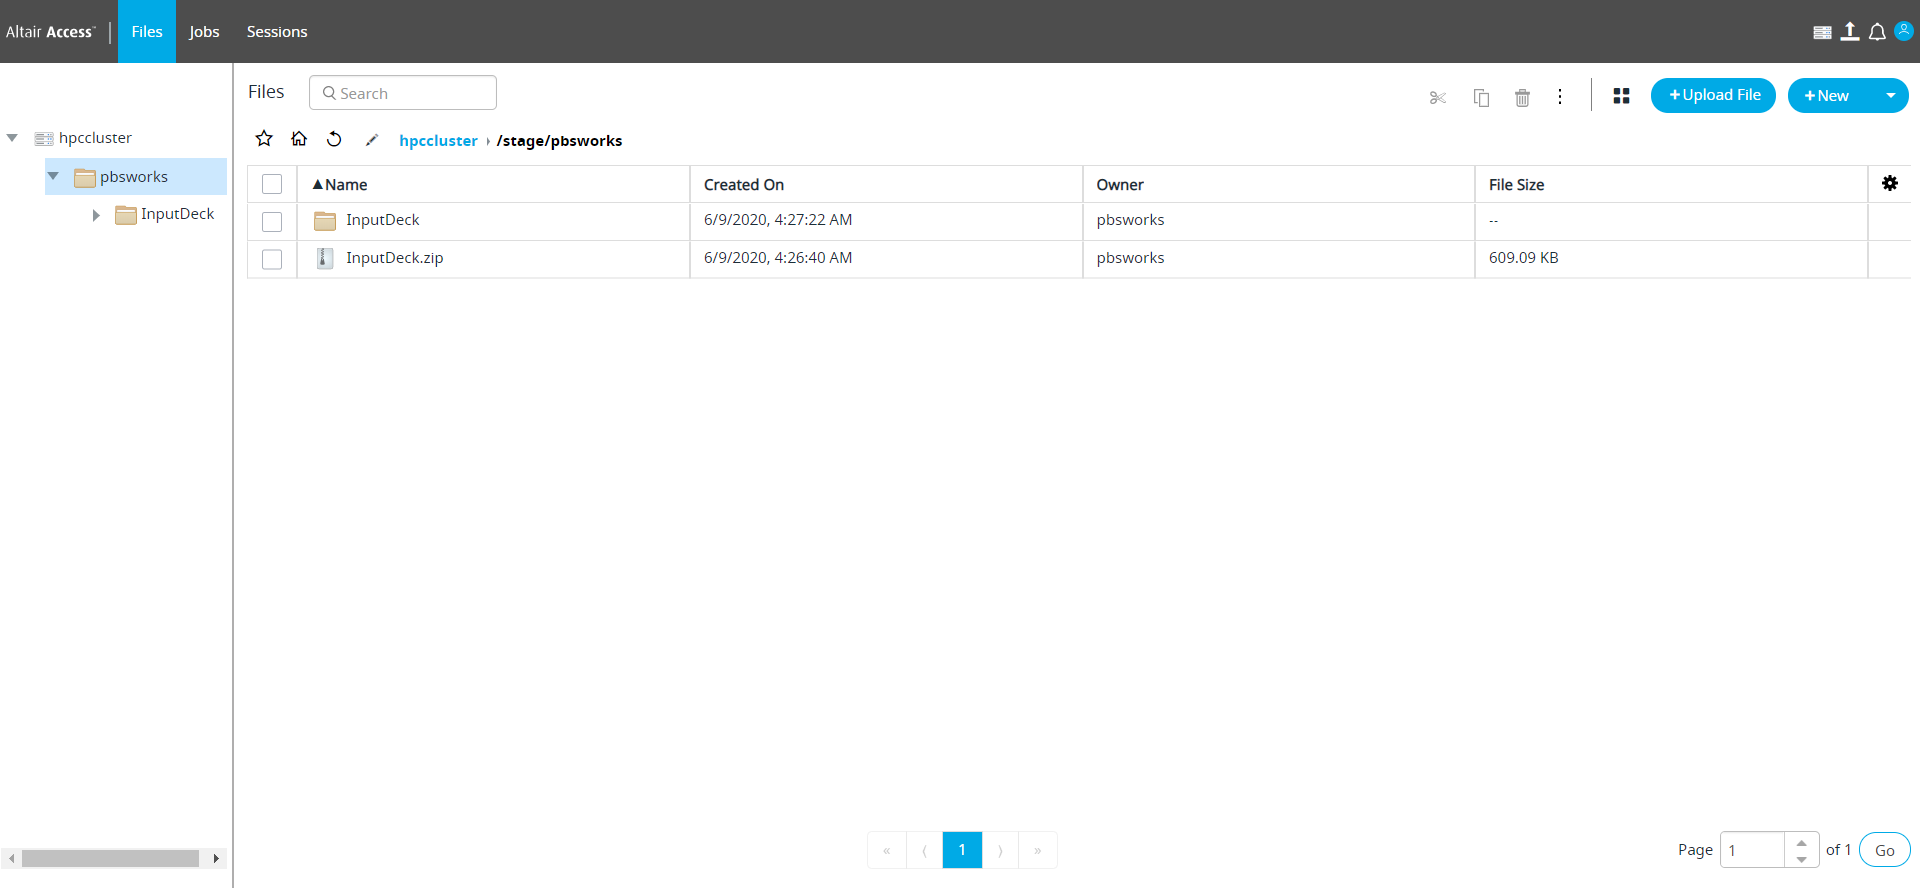 Altair Access™ Files Jobs Sessions
Files Search +Upload File +New
hpccluster › /stage/pbsworks
hpccluster
pbsworks
InputDeck
▲Name Created On Owner File Size
InputDeck 6/9/2020, 4:27:22 AM pbsworks --
InputDeck.zip 6/9/2020, 4:26:40 AM pbsworks 609.09 KB
« ⟨ 1 ⟩ » Page 1 of 1 Go